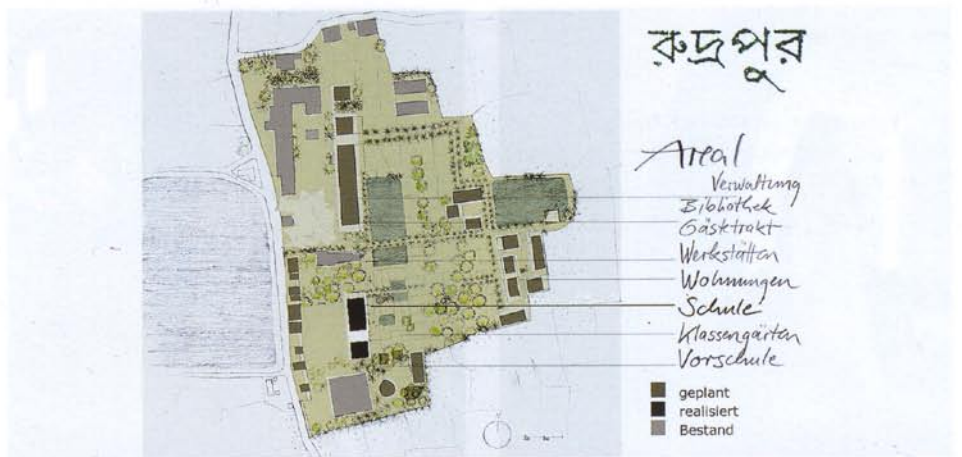 রুদ্রপুর
Areal
Verwaltung
Bibliothek
Gästetrakt
Werkstätten
Wohnungen
Schule
Klassengärten
Vorschule
geplant
realisiert
Bestand